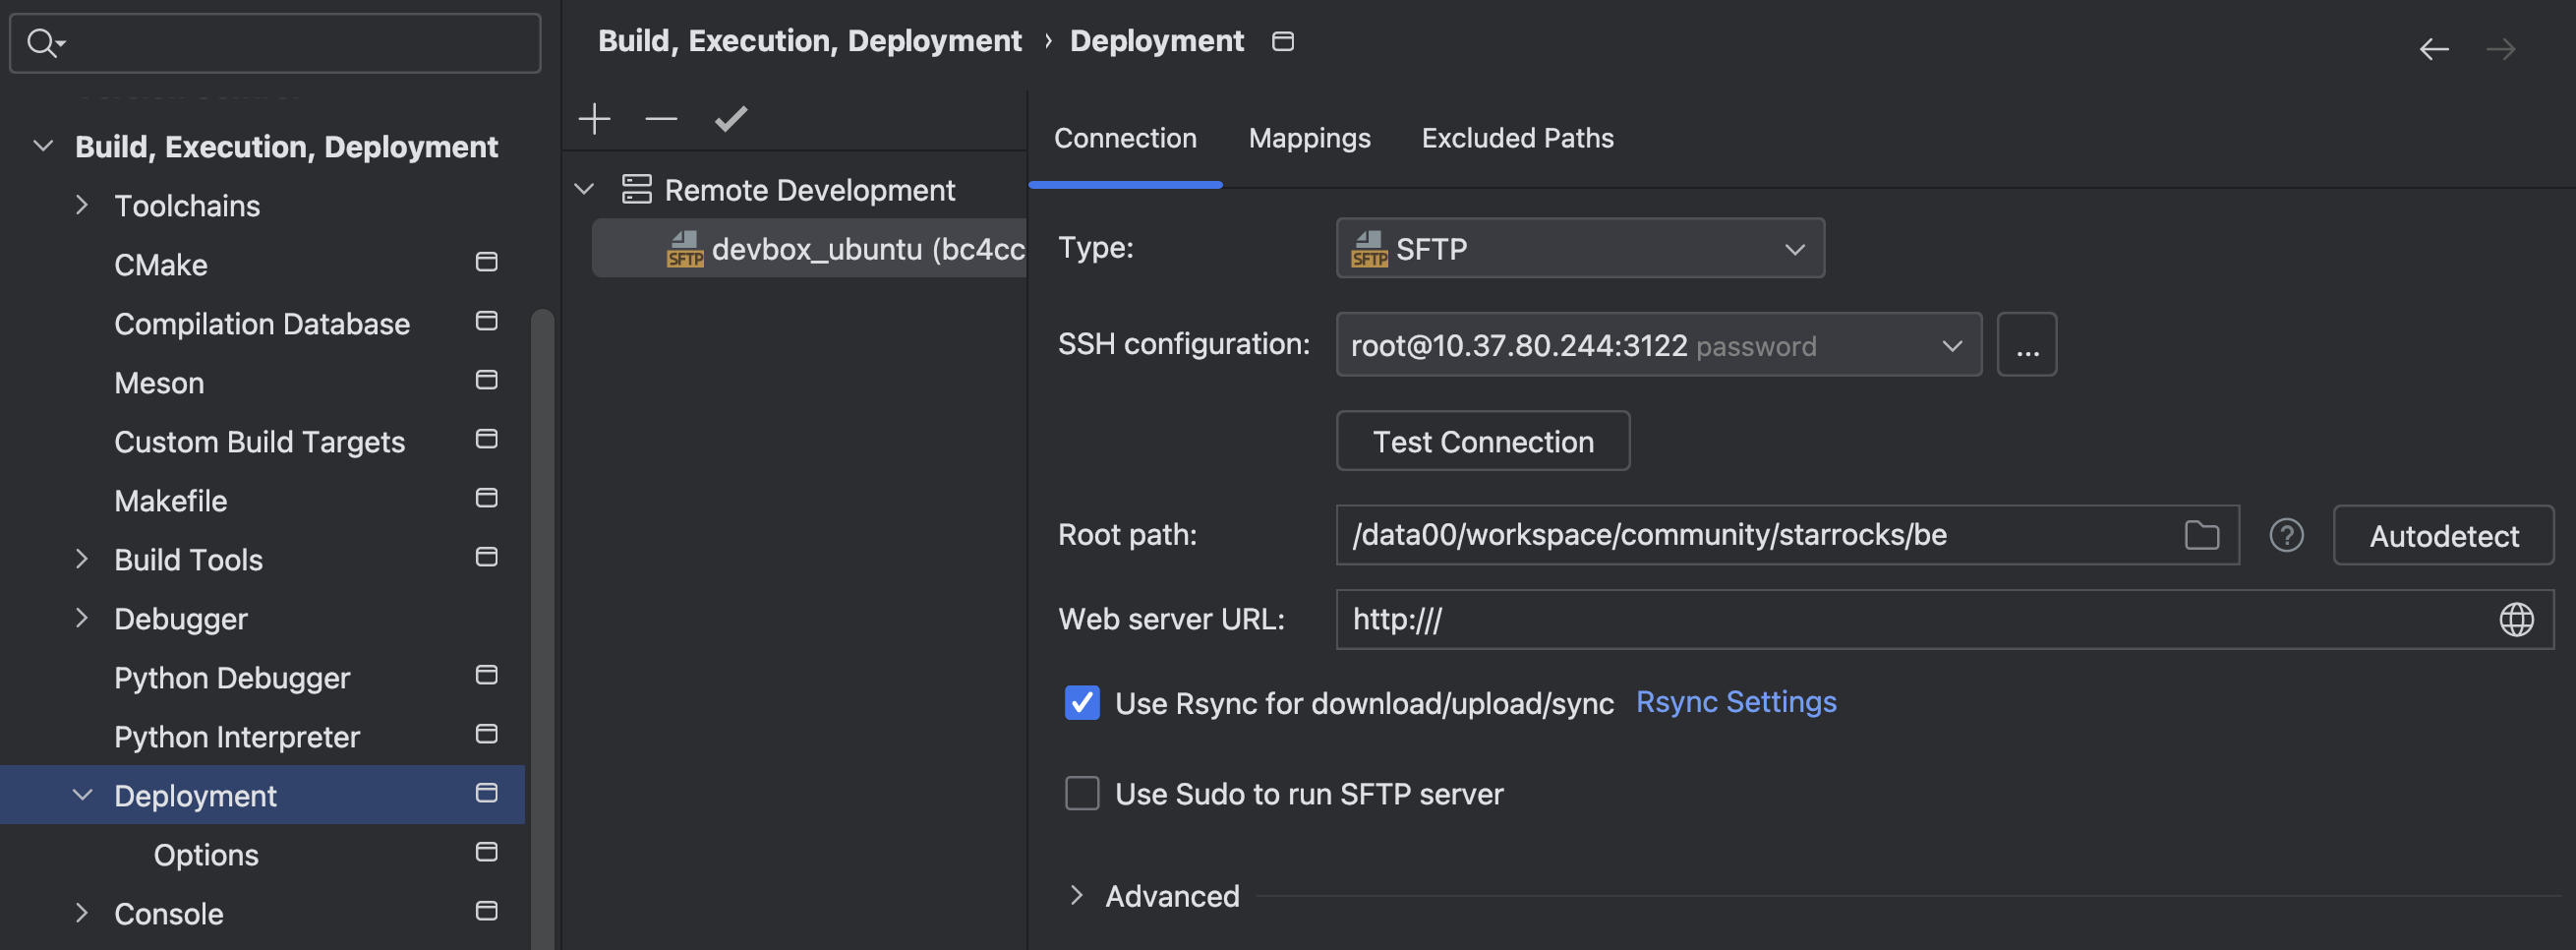 Build, Execution, Deployment
Toolchains
CMake
Compilation Database
Meson
Custom Build Targets
Makefile
Build Tools
Debugger
Python Debugger
Python Interpreter
Deployment
Options
Console
Build, Execution, Deployment › Deployment
Remote Development
SFTP devbox_ubuntu (bc4cc
Connection Mappings Excluded Paths
Type: SFTP SFTP
SSH configuration: root@10.37.80.244:3122 password ...
Test Connection
Root path: /data00/workspace/community/starrocks/be ? Autodetect
Web server URL: http:///
Use Rsync for download/upload/sync Rsync Settings
Use Sudo to run SFTP server
Advanced